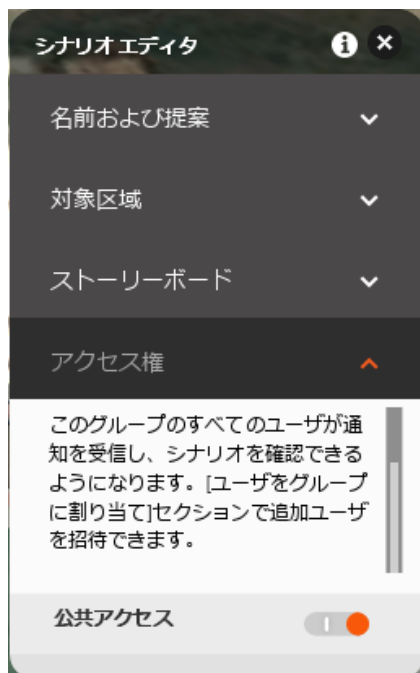 シナリオ エディタ
名前および提案
対象区域
ストーリーボード
アクセス権
このグループのすべてのユーザが通
知を受信し、シナリオを確認できる
ようになります。[ユーザをグループ
に割り当て]セクションで追加ユーザ
を招待できます。
公共アクセス